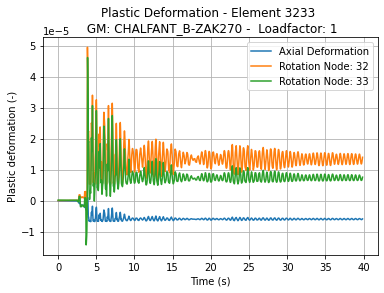 Plastic Deformation - Element 3233
GM: CHALFANT_B-ZAK270 -  Loadfactor: 1
1e−5
Axial Deformation
Rotation Node: 32
Rotation Node: 33
5
4
3
2
1
0
−1
Plastic deformation (-)
0 5 10 15 20 25 30 35 40
Time (s)